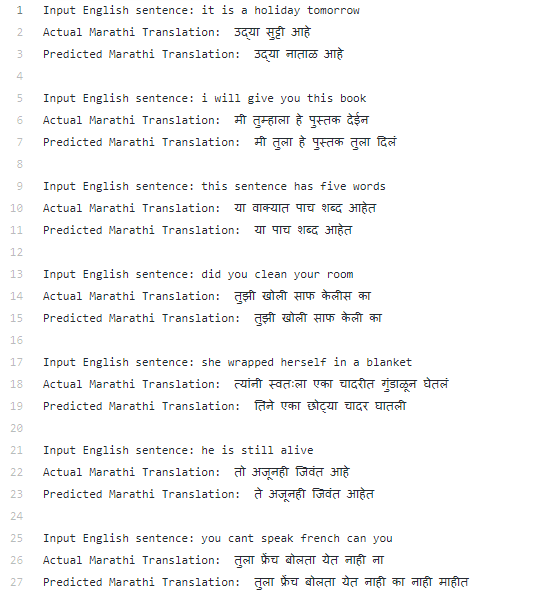 1 Input English sentence: it is a holiday tomorrow
2 Actual Marathi Translation: उद्या सुट्टी आहे
3 Predicted Marathi Translation: उद्या नाताळ आहे
4
5 Input English sentence: i will give you this book
6 Actual Marathi Translation: मी तुम्हाला हे पुस्तक देईन
7 Predicted Marathi Translation: मी तुला हे पुस्तक तुला दिलं
8
9 Input English sentence: this sentence has five words
10 Actual Marathi Translation: या वाक्यात पाच शब्द आहेत
11 Predicted Marathi Translation: या पाच शब्द आहेत
12
13 Input English sentence: did you clean your room
14 Actual Marathi Translation: तुझी खोली साफ केलीस का
15 Predicted Marathi Translation: तुझी खोली साफ केली का
16
17 Input English sentence: she wrapped herself in a blanket
18 Actual Marathi Translation: त्यांनी स्वतःला एका चादरीत गुंडाळून घेतलं
19 Predicted Marathi Translation: तिने एका छोट्या चादर घातली
20
21 Input English sentence: he is still alive
22 Actual Marathi Translation: तो अजूनही जिवंत आहे
23 Predicted Marathi Translation: ते अजूनही जिवंत आहेत
24
25 Input English sentence: you cant speak french can you
26 Actual Marathi Translation: तुला फ्रेंच बोलता येत नाही ना
27 Predicted Marathi Translation: तुला फ्रेंच बोलता येत नाही का नाही माहीत